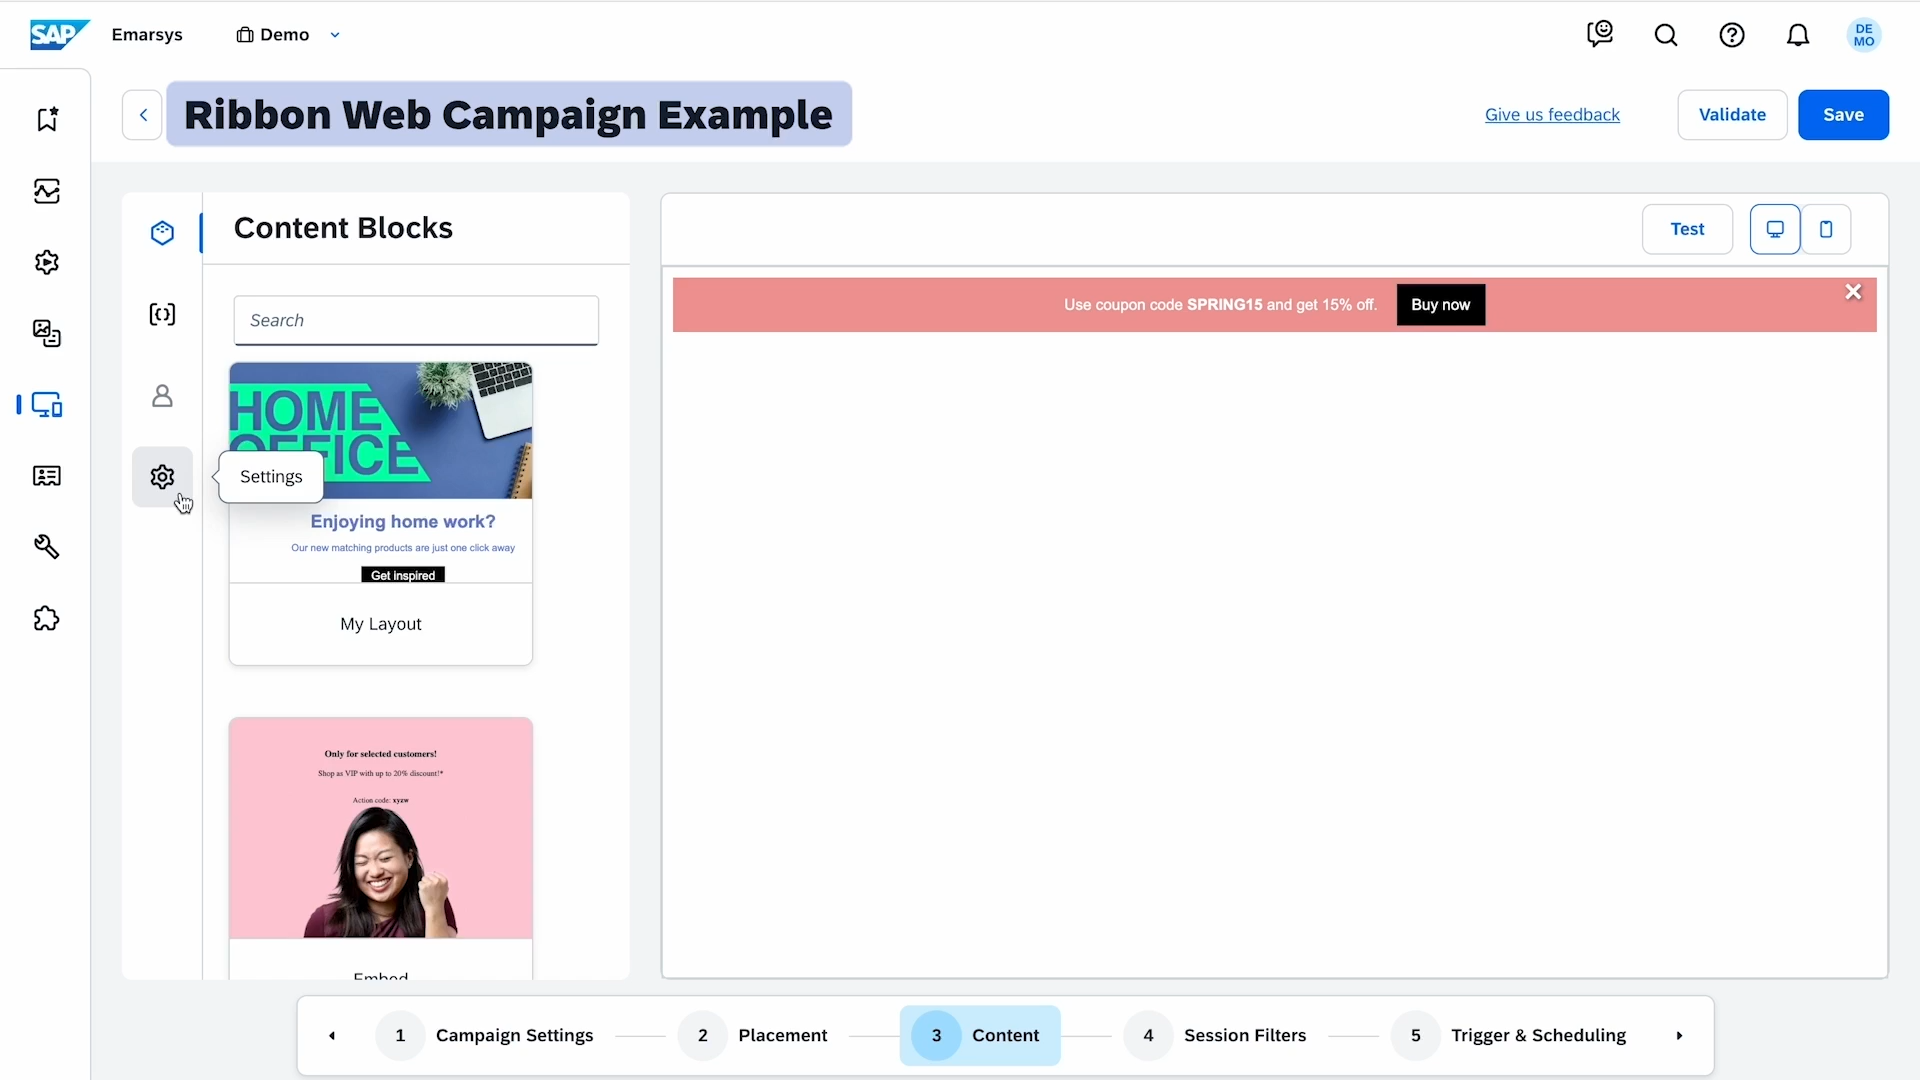 SAP Emarsys Demo
DE
MO
Ribbon Web Campaign Example
Give us feedback
Validate
Save
Content Blocks
Search
Test
Use coupon code SPRING15 and get 15% off.
Buy now
HOME
OFFICE
Settings
Enjoying home work?
Our new matching products are just one click away
Get inspired
My Layout
Only for selected customers!
Shop as VIP with up to 20% discount!*
Action code: xyzw
Embed
1 Campaign Settings
2 Placement
3 Content
4 Session Filters
5 Trigger & Scheduling